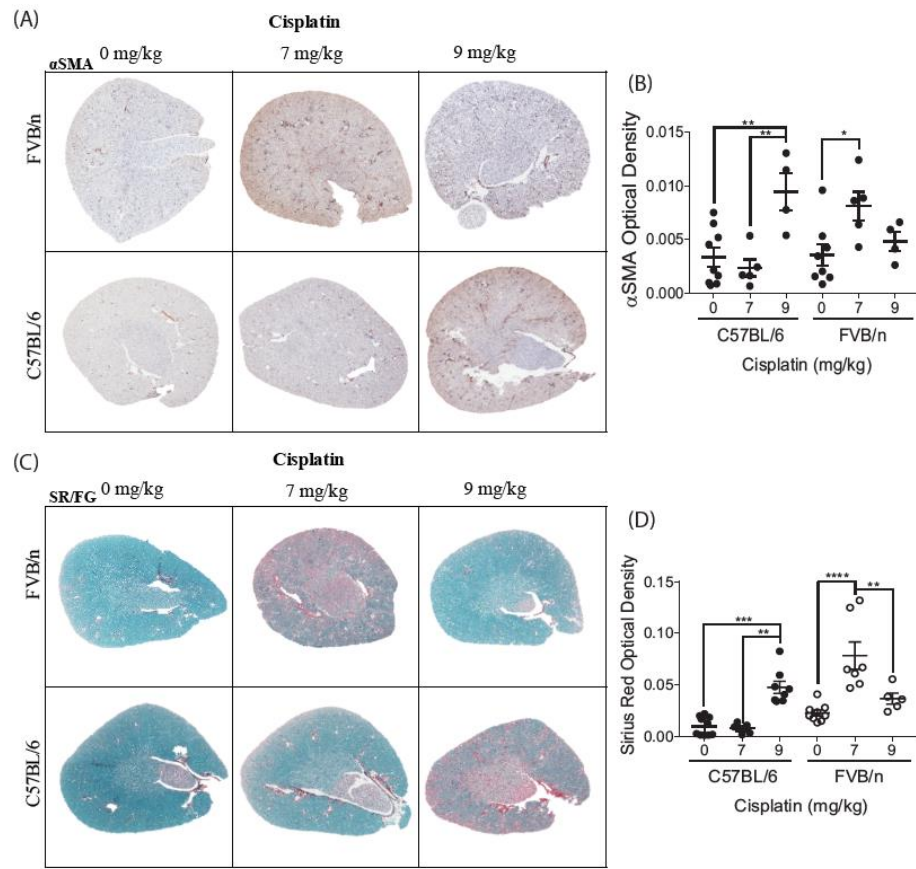 (A)
Cisplatin
αSMA 0 mg/kg 7 mg/kg 9 mg/kg
FVB/n
C57BL/6
(B)
** 
** *
αSMA Optical Density
0.015
0.010
0.005
0.000
0 7 9 0 7 9
C57BL/6 FVB/n
Cisplatin (mg/kg)
(C)
Cisplatin
SR/FG 0 mg/kg 7 mg/kg 9 mg/kg
FVB/n
C57BL/6
(D)
****
**
***
**
Sirius Red Optical Density
0.15
0.10
0.05
0.00
0 7 9 0 7 9
C57BL/6 FVB/n
Cisplatin (mg/kg)